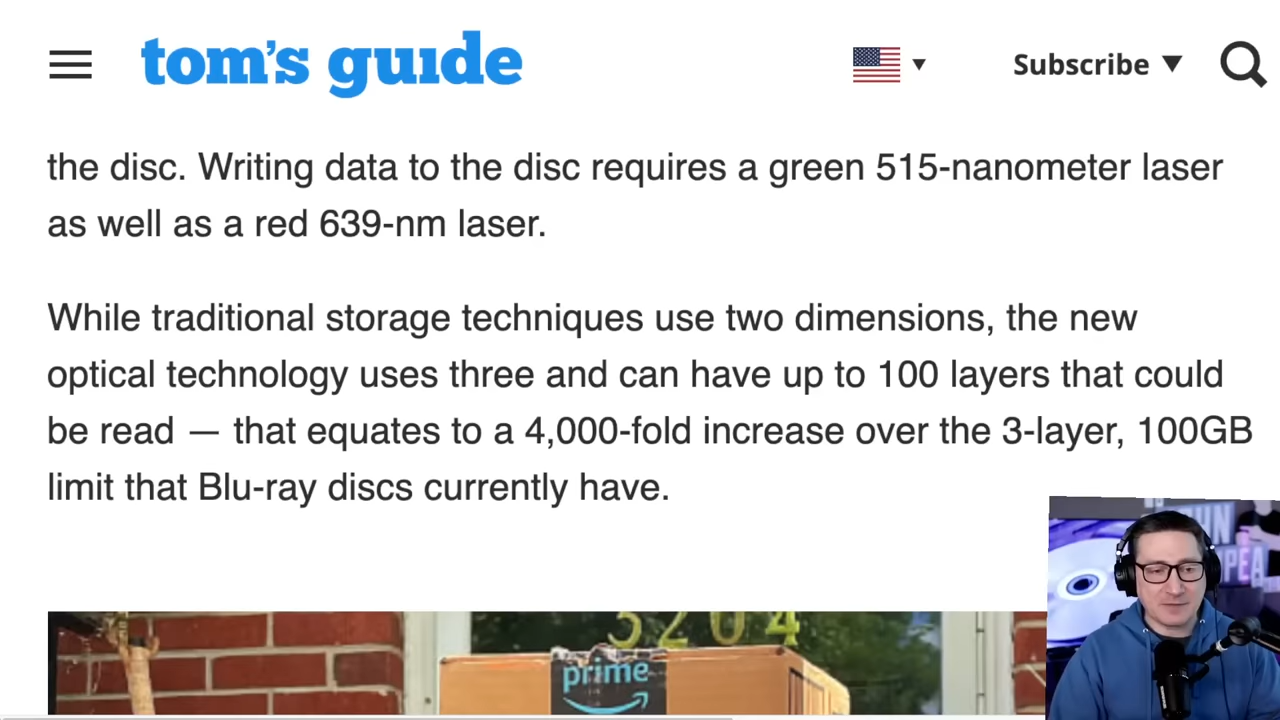 tom's guide
Subscribe
the disc. Writing data to the disc requires a green 515-nanometer laser
as well as a red 639-nm laser.
While traditional storage techniques use two dimensions, the new
optical technology uses three and can have up to 100 layers that could
be read — that equates to a 4,000-fold increase over the 3-layer, 100GB
limit that Blu-ray discs currently have.
3204
prime